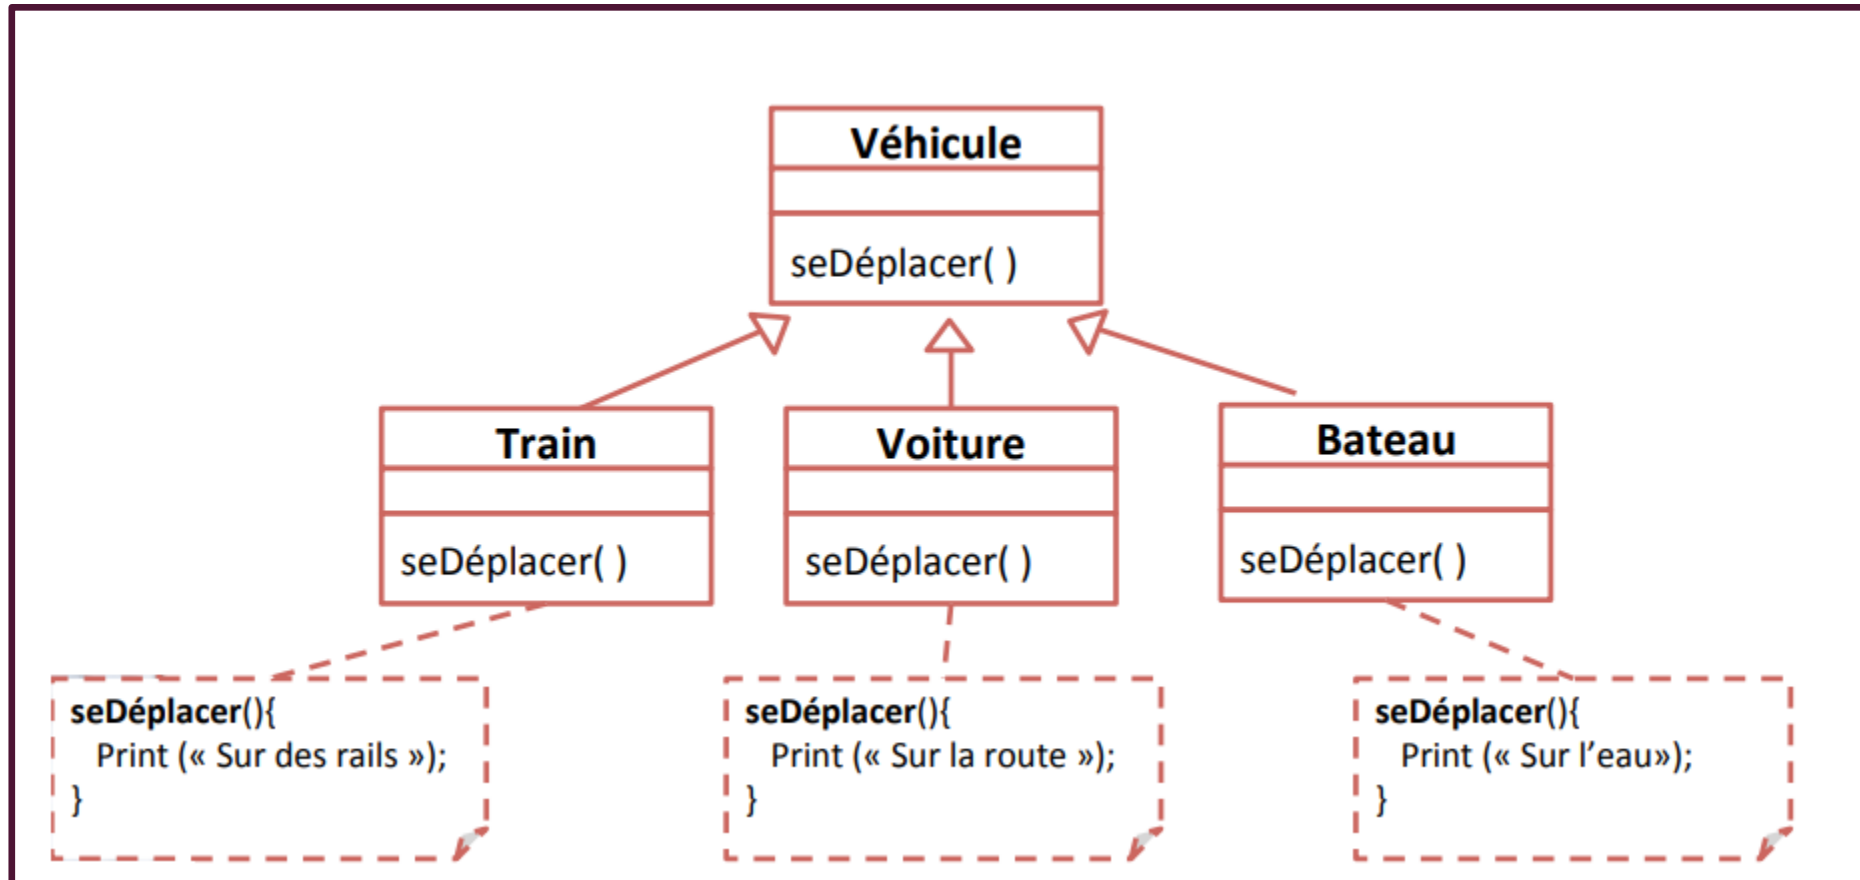 Véhicule
seDéplacer( )
Train
seDéplacer( )
Voiture
seDéplacer( )
Bateau
seDéplacer( )
seDéplacer(){
Print (« Sur des rails »);
}
seDéplacer(){
Print (« Sur la route »);
}
seDéplacer(){
Print (« Sur l’eau»);
}